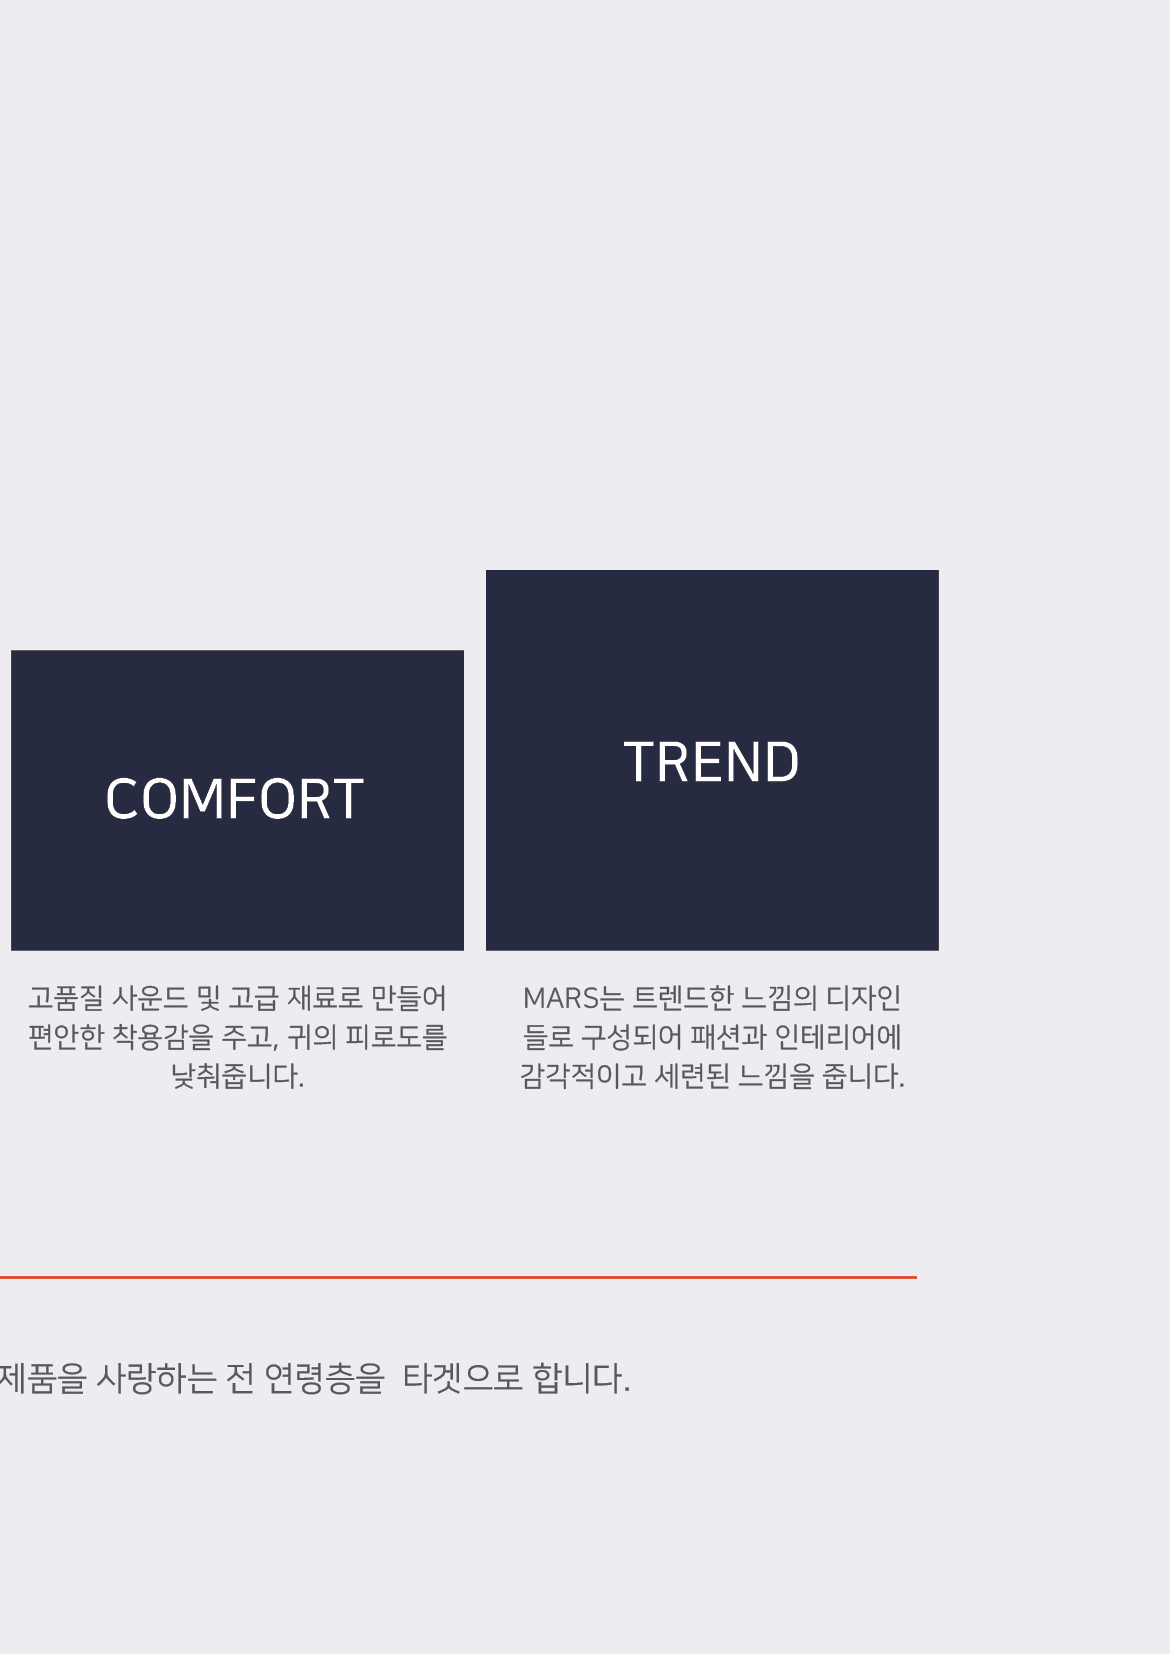 COMFORT
TREND
고품질 사운드 및 고급 재료로 만들어
편안한 착용감을 주고, 귀의 피로도를
낮춰줍니다.
MARS는 트렌드한 느낌의 디자인
들로 구성되어 패션과 인테리어에
감각적이고 세련된 느낌을 줍니다.
제품을 사랑하는 전 연령층을  타겟으로 합니다.